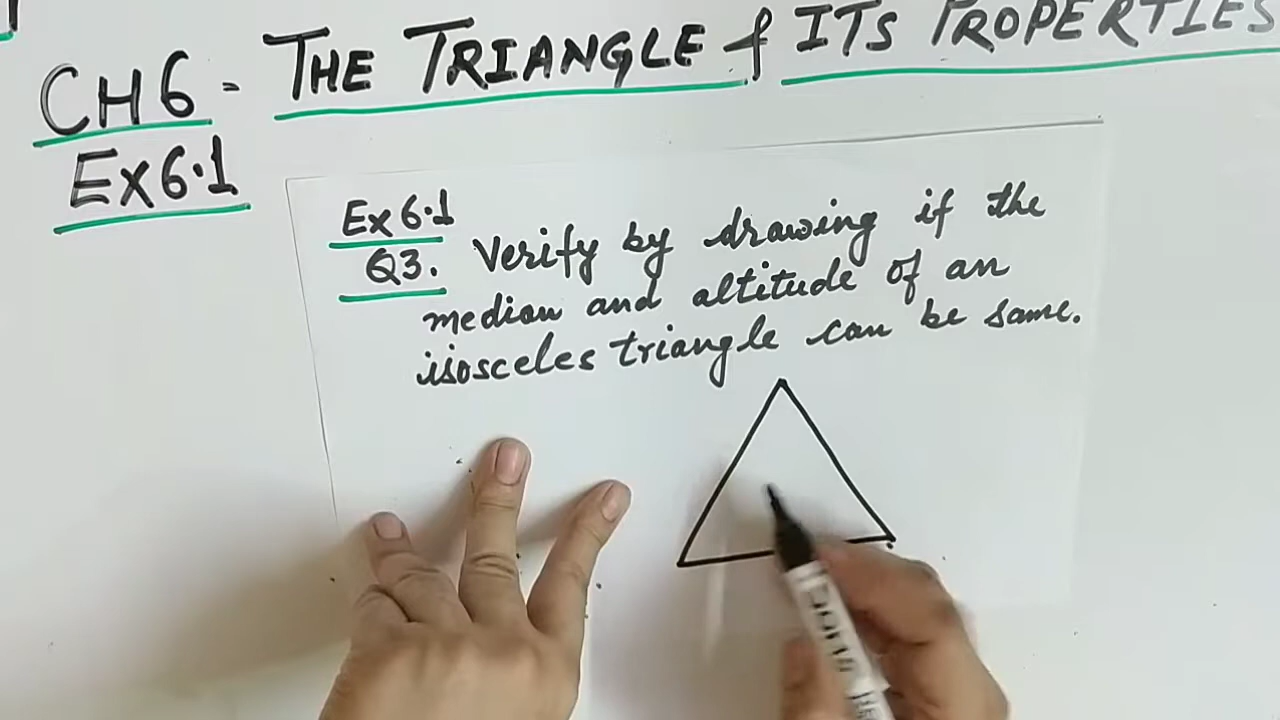 CH6- THE TRIANGLE & ITS PROPERTIES
Ex6.1
Ex 6.1
Q3. Verify by drawing if the
median and altitude of an
isosceles triangle can be same.